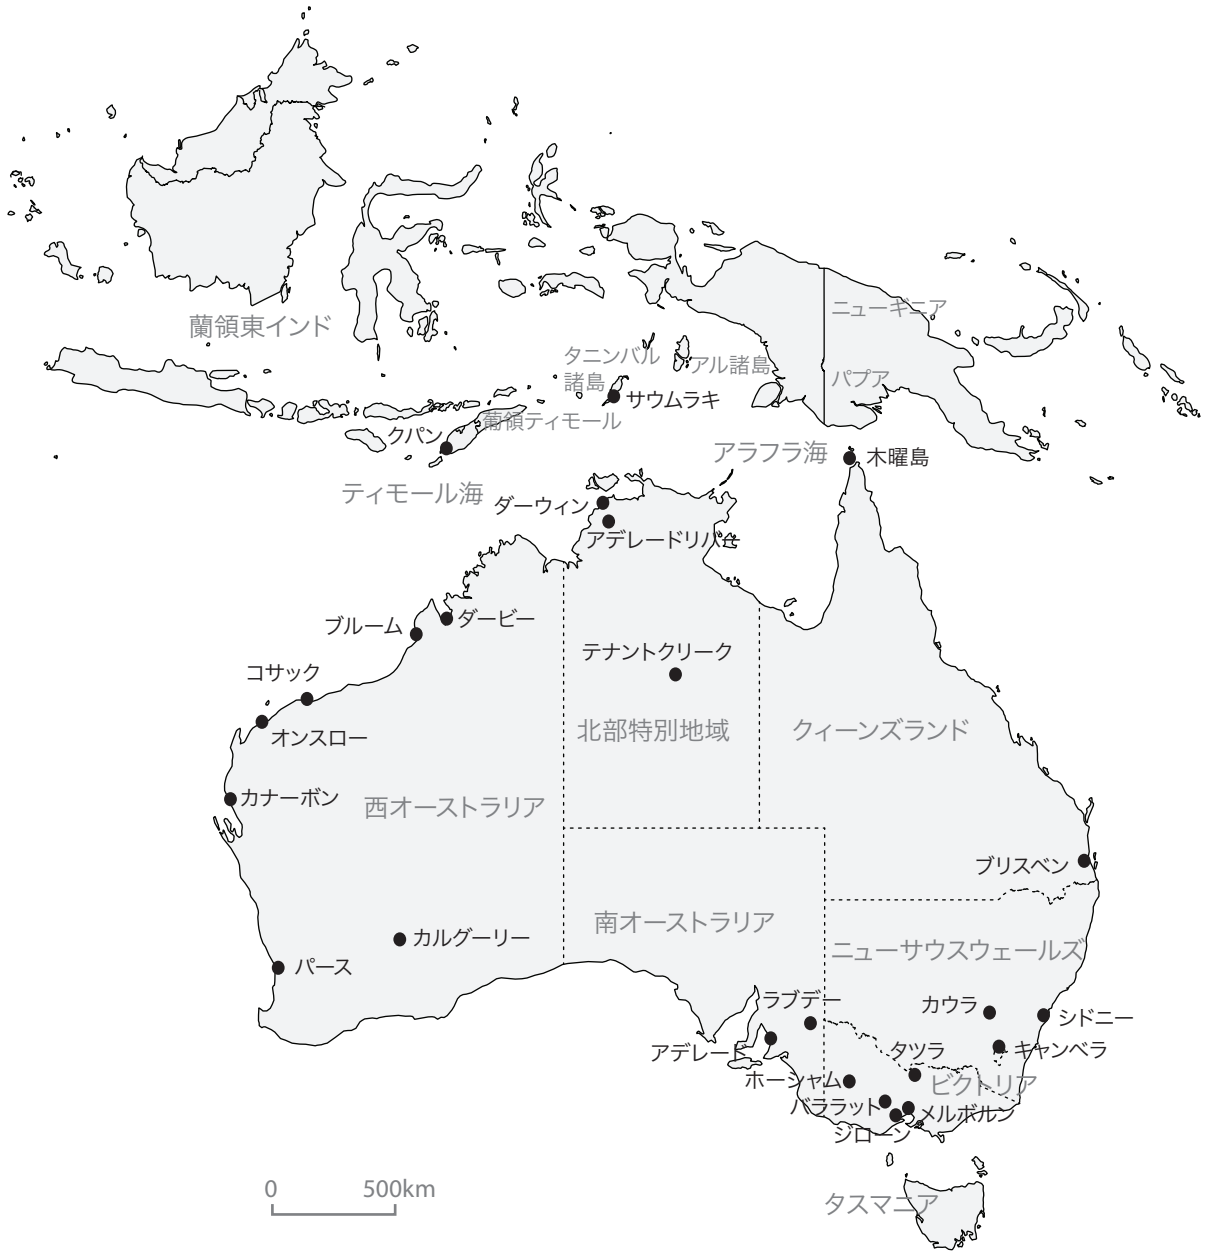 ニューギニア
蘭領東インド
タニンバル
諸島
アル諸島
パプア
サウムラキ
葡領ティモール
クパン
アラフラ海
木曜島
ティモール海
ダーウィン
アデレードリバー
ブルーム
ダービー
テナントクリーク
コサック
オンスロー
北部特別地域
クィーンズランド
カナーボン
西オーストラリア
ブリスベン
南オーストラリア
カルグーリー
ニューサウスウェールズ
パース
ラブデー
カウラ
シドニー
アデレード
タツラ
キャンベラ
ホーシャム
ビクトリア
バララット
メルボルン
ジローン
0 500km
タスマニア